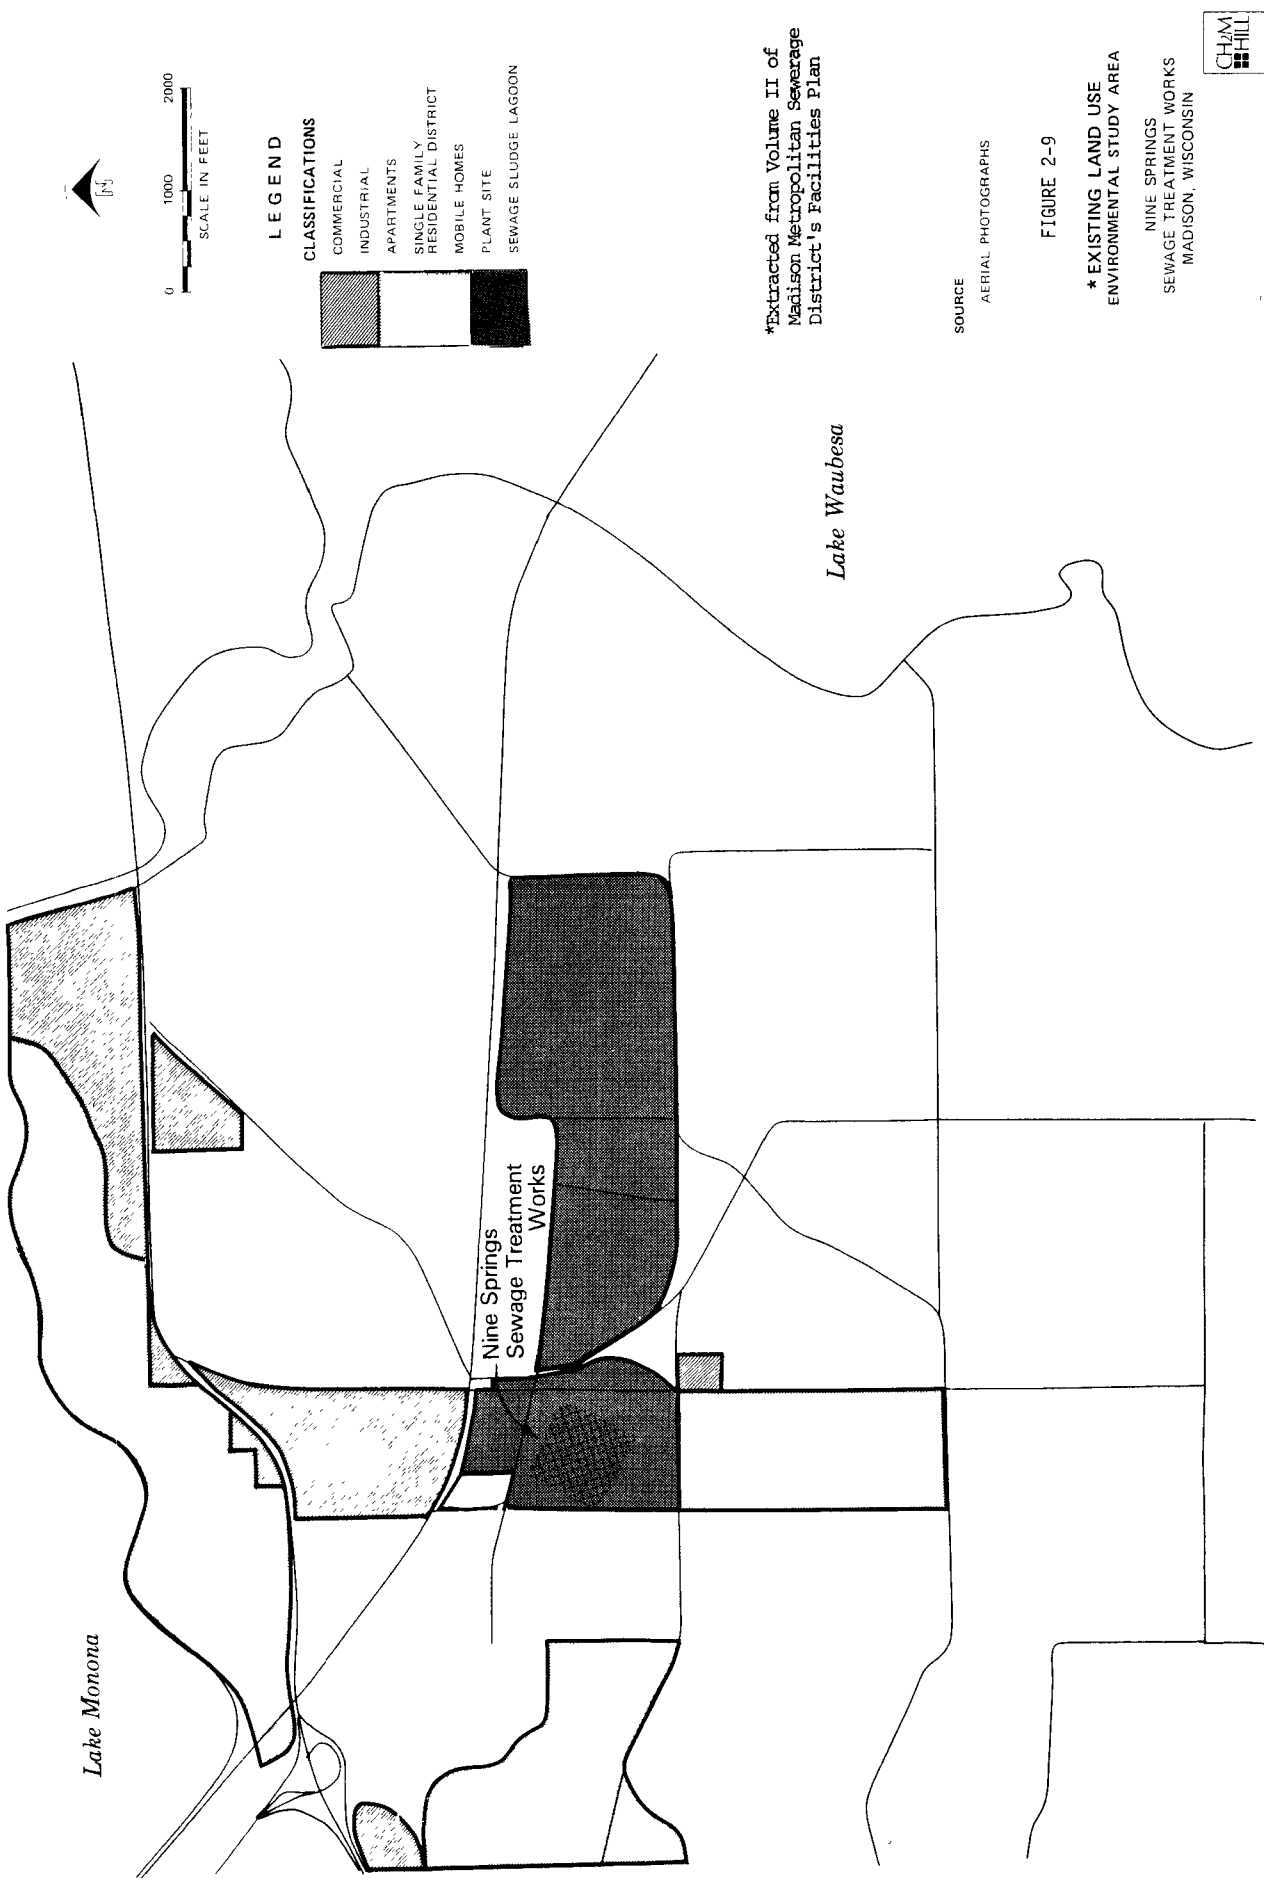 Lake Monona
Nine Springs
Sewage Treatment
Works
Lake Waubesa
N
0 1000 2000
SCALE IN FEET
LEGEND
CLASSIFICATIONS
COMMERCIAL
INDUSTRIAL
APARTMENTS
SINGLE FAMILY
RESIDENTIAL DISTRICT
MOBILE HOMES
PLANT SITE
SEWAGE SLUDGE LAGOON
*Extracted from Volume II of
Madison Metropolitan Sewerage
District's Facilities Plan
SOURCE
AERIAL PHOTOGRAPHS
FIGURE 2-9
* EXISTING LAND USE
ENVIRONMENTAL STUDY AREA
NINE SPRINGS
SEWAGE TREATMENT WORKS
MADISON, WISCONSIN
CH2M
HILL